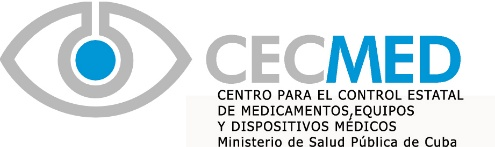 CECMED
CENTRO PARA EL CONTROL ESTATAL
DE MEDICAMENTOS,EQUIPOS
Y DISPOSITIVOS MÉDICOS
Ministerio de Salud Pública de Cuba